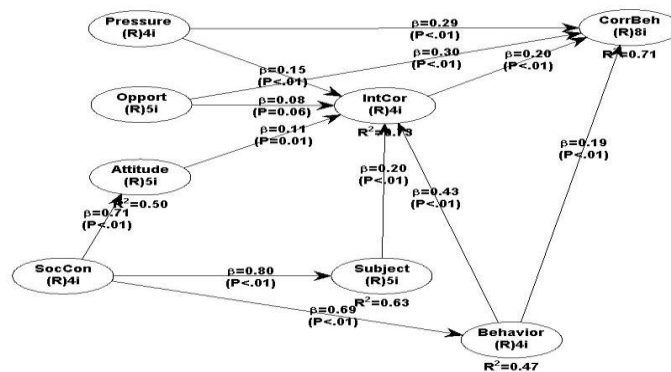 Pressure
(R)4i
CorrBeh
(R)8i
R²=0.71
β=0.29
(P<.01)
β=0.30
(P<.01)
β=0.20
(P<.01)
β=0.15
(P<.01)
Opport
(R)5i
β=0.08
(P=0.06)
IntCor
(R)4i
β=0.11
(P=0.01)
Attitude
(R)5i
R²=0.50
β=0.20
(P<.01)
β=0.19
(P<.01)
β=0.43
(P<.01)
β=0.71
(P<.01)
SocCon
(R)4i
β=0.80
(P<.01)
Subject
(R)5i
R²=0.63
β=0.69
(P<.01)
Behavior
(R)4i
R²=0.47